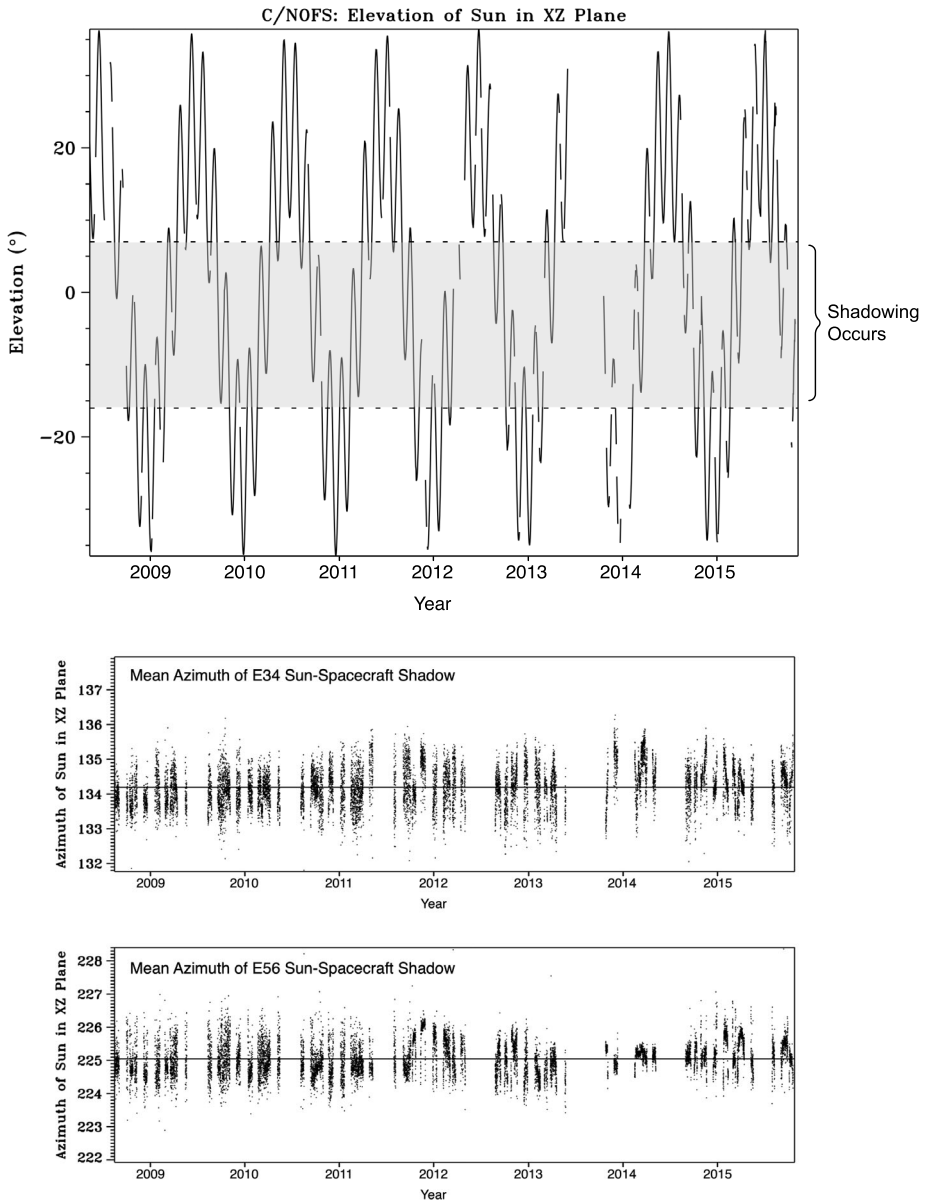 C/NOFS: Elevation of Sun in XZ Plane
Elevation (°)
20
0
−20
Shadowing
Occurs
2009 2010 2011 2012 2013 2014 2015
Year
Mean Azimuth of E34 Sun-Spacecraft Shadow
Azimuth of Sun in XZ Plane
137
136
135
134
133
132
2009 2010 2011 2012 2013 2014 2015
Year
Mean Azimuth of E56 Sun-Spacecraft Shadow
Azimuth of Sun in XZ Plane
228
227
226
225
224
223
222
2009 2010 2011 2012 2013 2014 2015
Year